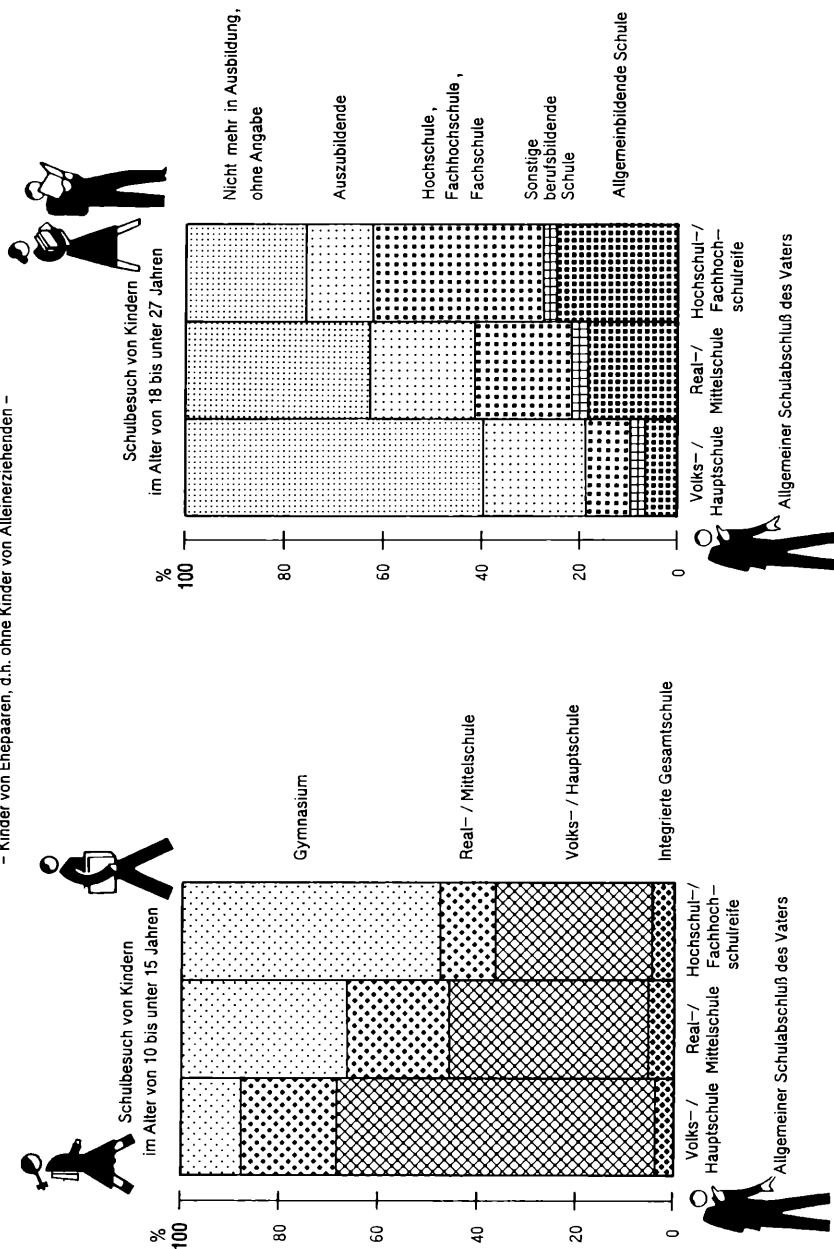 – Kinder von Ehepaaren, d.h. ohne Kinder von Alleinerziehenden –
Schulbesuch von Kindern
im Alter von 10 bis unter 15 Jahren
%
100
80
60
40
20
0
Gymnasium
Real– / Mittelschule
Volks– / Hauptschule
Integrierte Gesamtschule
Volks– /
Hauptschule
Real–/
Mittelschule
Hochschul–/
Fachhoch–
schulreife
Allgemeiner Schulabschluß des Vaters
Schulbesuch von Kindern
im Alter von 18 bis unter 27 Jahren
%
100
80
60
40
20
0
Nicht mehr in Ausbildung,
ohne Angabe
Auszubildende
Hochschule,
Fachhochschule,
Fachschule
Sonstige
berufsbildende
Schule
Allgemeinbildende Schule
Volks– /
Hauptschule
Real–/
Mittelschule
Hochschul–/
Fachhoch–
schulreife
Allgemeiner Schulabschluß des Vaters